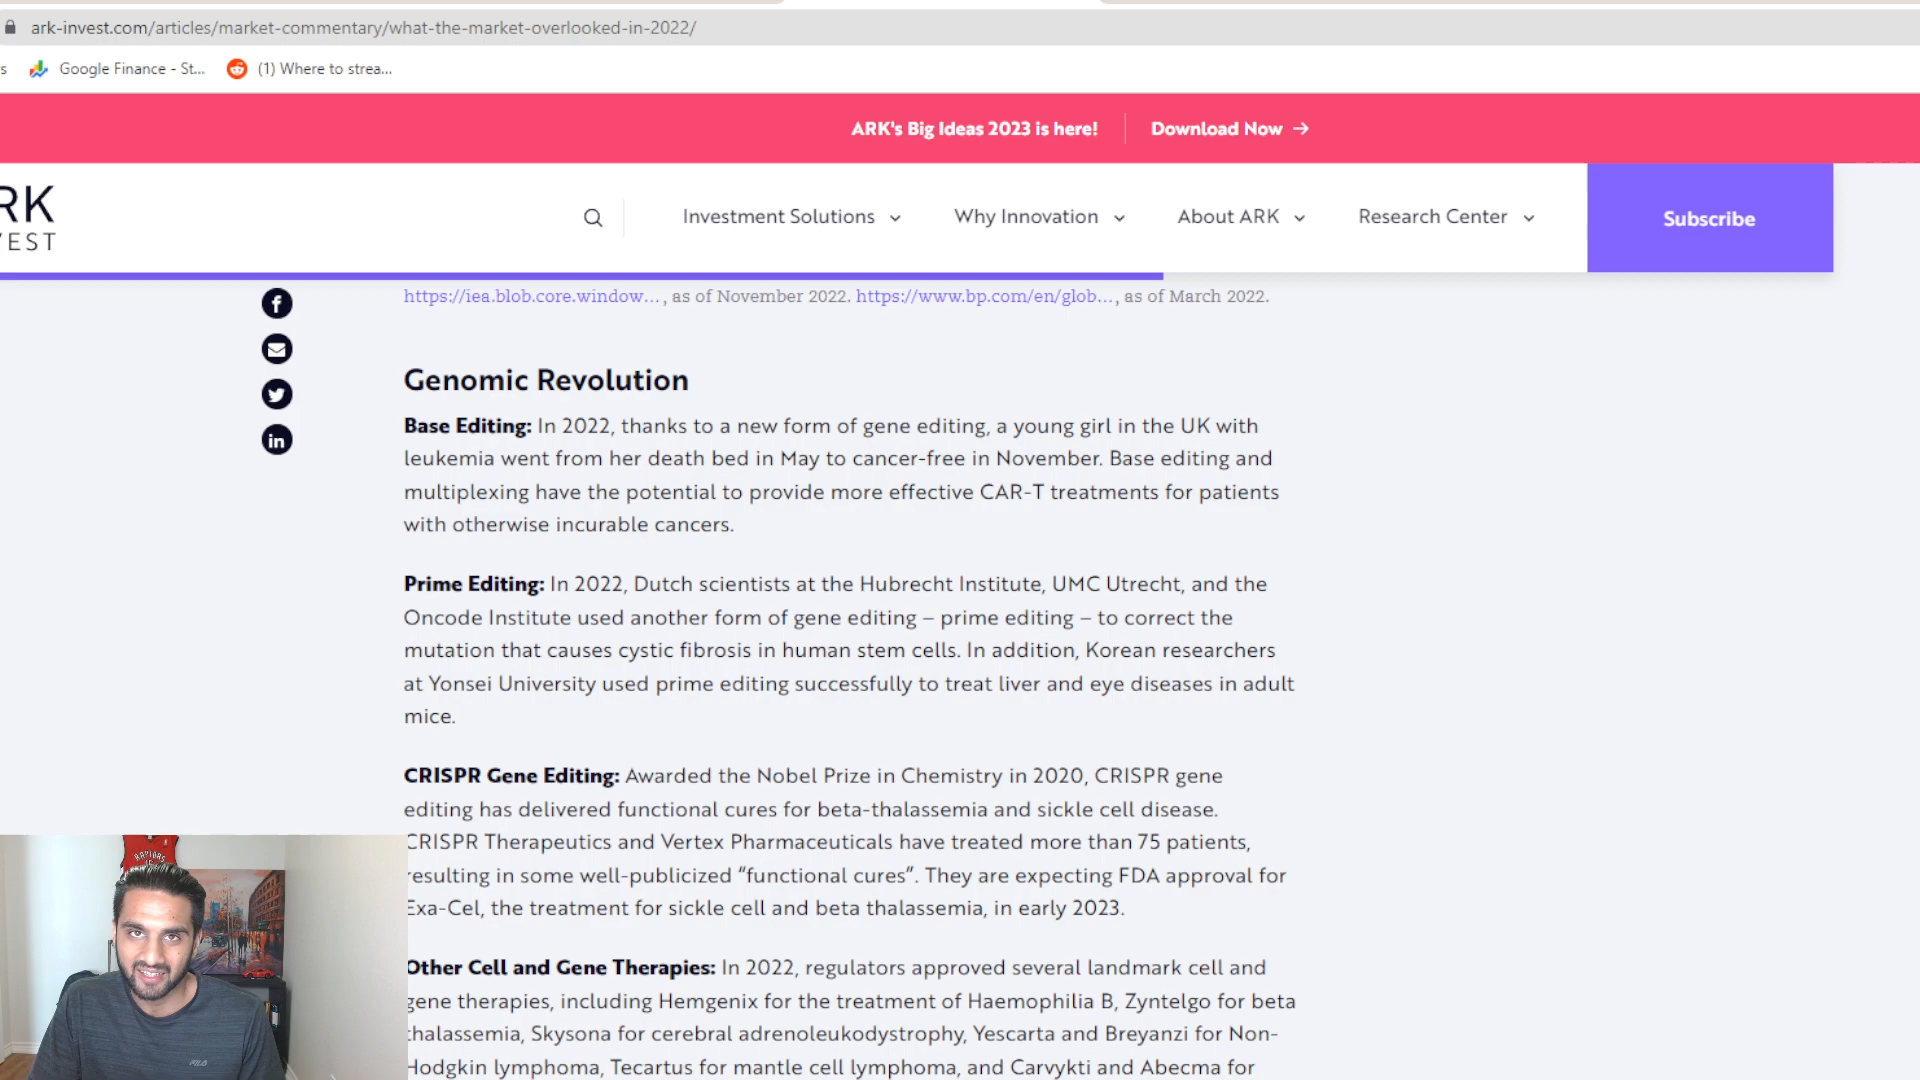 ark-invest.com/articles/market-commentary/what-the-market-overlooked-in-2022/
s Google Finance - St... (1) Where to strea...
ARK's Big Ideas 2023 is here! Download Now →
RK
VEST
Investment Solutions Why Innovation About ARK Research Center Subscribe
https://iea.blob.core.window... , as of November 2022. https://www.bp.com/en/glob..., as of March 2022.
Genomic Revolution
Base Editing: In 2022, thanks to a new form of gene editing, a young girl in the UK with
leukemia went from her death bed in May to cancer-free in November. Base editing and
multiplexing have the potential to provide more effective CAR-T treatments for patients
with otherwise incurable cancers.
Prime Editing: In 2022, Dutch scientists at the Hubrecht Institute, UMC Utrecht, and the
Oncode Institute used another form of gene editing – prime editing – to correct the
mutation that causes cystic fibrosis in human stem cells. In addition, Korean researchers
at Yonsei University used prime editing successfully to treat liver and eye diseases in adult
mice.
CRISPR Gene Editing: Awarded the Nobel Prize in Chemistry in 2020, CRISPR gene
editing has delivered functional cures for beta-thalassemia and sickle cell disease.
CRISPR Therapeutics and Vertex Pharmaceuticals have treated more than 75 patients,
resulting in some well-publicized “functional cures”. They are expecting FDA approval for
Exa-Cel, the treatment for sickle cell and beta thalassemia, in early 2023.
Other Cell and Gene Therapies: In 2022, regulators approved several landmark cell and
gene therapies, including Hemgenix for the treatment of Haemophilia B, Zyntelgo for beta
thalassemia, Skysona for cerebral adrenoleukodystrophy, Yescarta and Breyanzi for Non-
Hodgkin lymphoma, Tecartus for mantle cell lymphoma, and Carvykti and Abecma for
RAPTORS
FILA